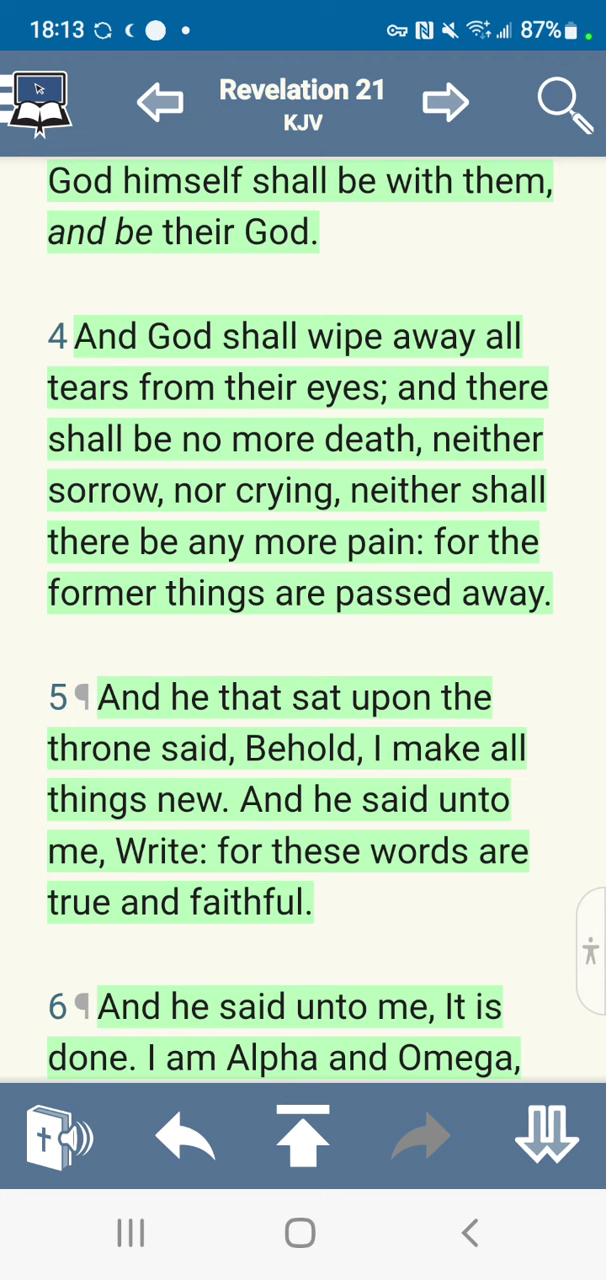 18:13 87%
Revelation 21
KJV
God himself shall be with them,
and be their God.
4 And God shall wipe away all
tears from their eyes; and there
shall be no more death, neither
sorrow, nor crying, neither shall
there be any more pain: for the
former things are passed away.
5 ¶ And he that sat upon the
throne said, Behold, I make all
things new. And he said unto
me, Write: for these words are
true and faithful.
6 ¶ And he said unto me, It is
done. I am Alpha and Omega,